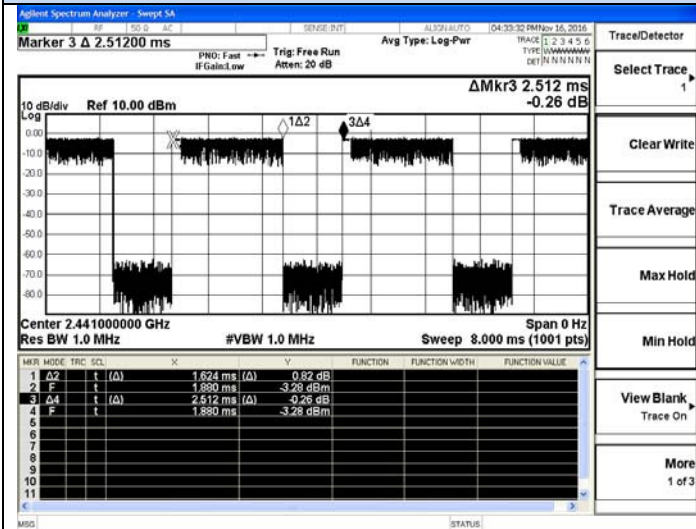 Agilent Spectrum Analyzer - Swept SA
RF 50 Ω AC SENSE:INT ALIGN AUTO 04:33:32 PM Nov 16, 2016
Marker 3 Δ 2.51200 ms
PNO: Fast
IFGain:Low
Trig: Free Run
Atten: 20 dB
Avg Type: Log-Pwr
TRACE 1 2 3 4 5 6
TYPE
DET N N N N N N
ΔMkr3 2.512 ms
-0.26 dB
10 dB/div Ref 10.00 dBm
Log
1Δ2
3Δ4
X
0.00
-10.0
-20.0
-30.0
-40.0
-50.0
-60.0
-70.0
-80.0
Center 2.441000000 GHz Span 0 Hz
Res BW 1.0 MHz #VBW 1.0 MHz Sweep 8.000 ms (1001 pts)
MKR MODE TRC SCL X Y FUNCTION FUNCTION WIDTH FUNCTION VALUE
1 Δ2 t (Δ) 1.624 ms (Δ) 0.82 dB
2 F t 1.880 ms -3.28 dBm
3 Δ4 t (Δ) 2.512 ms (Δ) -0.26 dB
4 F t 1.880 ms -3.28 dBm
5
6
7
8
9
10
11
MSG STATUS
Trace/Detector
Select Trace
1
Clear Write
Trace Average
Max Hold
Min Hold
View Blank
Trace On
More
1 of 3